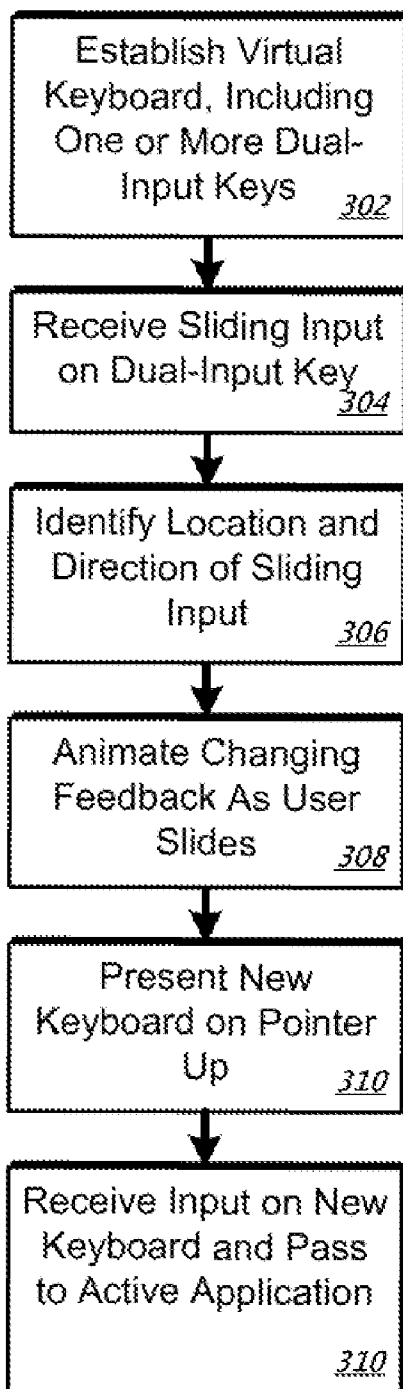 Establish Virtual
Keyboard, Including
One or More Dual-
Input Keys
302
Receive Sliding Input
on Dual-Input Key
304
Identify Location and
Direction of Sliding
Input
306
Animate Changing
Feedback As User
Slides
308
Present New
Keyboard on Pointer
Up
310
Receive Input on New
Keyboard and Pass
to Active Application
310